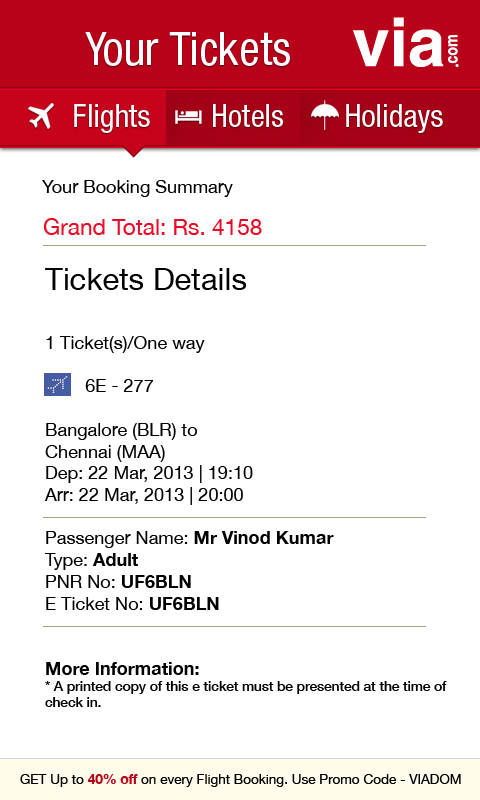 Your Tickets
via.com
Flights Hotels Holidays
Your Booking Summary
Grand Total: Rs. 4158
Tickets Details
1 Ticket(s)/One way
6E - 277
Bangalore (BLR) to
Chennai (MAA)
Dep: 22 Mar, 2013 | 19:10
Arr: 22 Mar, 2013 | 20:00
Passenger Name: Mr Vinod Kumar
Type: Adult
PNR No: UF6BLN
E Ticket No: UF6BLN
More Information:
* A printed copy of this e ticket must be presented at the time of
check in.
GET Up to 40% off on every Flight Booking. Use Promo Code - VIADOM